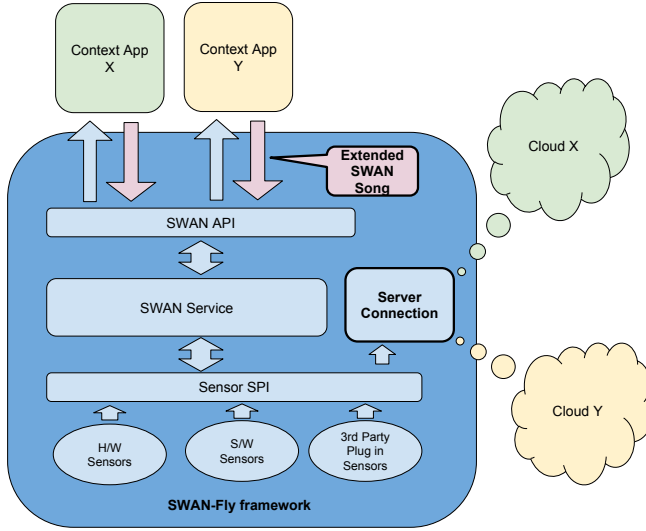 Context App
X
Context App
Y
Extended
SWAN
Song
Cloud X
SWAN API
SWAN Service
Server
Connection
Sensor SPI
Cloud Y
H/W
Sensors
S/W
Sensors
3rd Party
Plug in
Sensors
SWAN-Fly framework